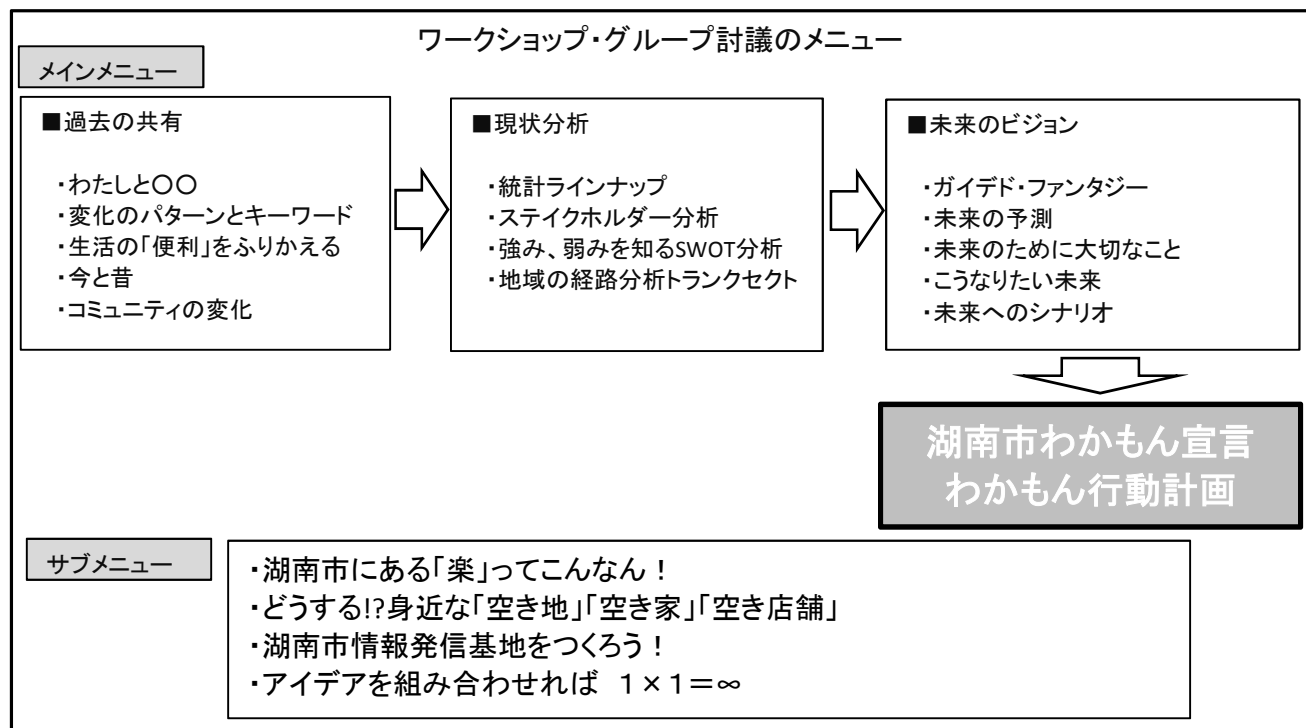 ワークショップ・グループ討議のメニュー
メインメニュー
■過去の共有
・わたしと〇〇
・変化のパターンとキーワード
・生活の「便利」をふりかえる
・今と昔
・コミュニティの変化
■現状分析
・統計ラインナップ
・ステイクホルダー分析
・強み、弱みを知るSWOT分析
・地域の経路分析トランクセクト
■未来のビジョン
・ガイデド・ファンタジー
・未来の予測
・未来のために大切なこと
・こうなりたい未来
・未来へのシナリオ
湖南市わかもん宣言
わかもん行動計画
サブメニュー
・湖南市にある「楽」ってこんなん！
・どうする!?身近な「空き地」「空き家」「空き店舗」
・湖南市情報発信基地をつくろう！
・アイデアを組み合わせれば　１×１＝∞